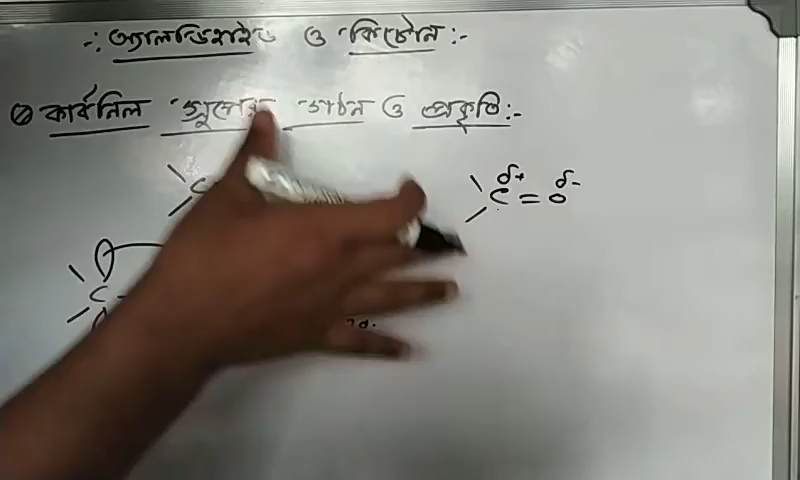 -: অ্যালডিহাইড ও কিটোন :-
কার্বনিল গ্রুপের গঠন ও প্রকৃতি :-
C
C δ+ = O δ-
C